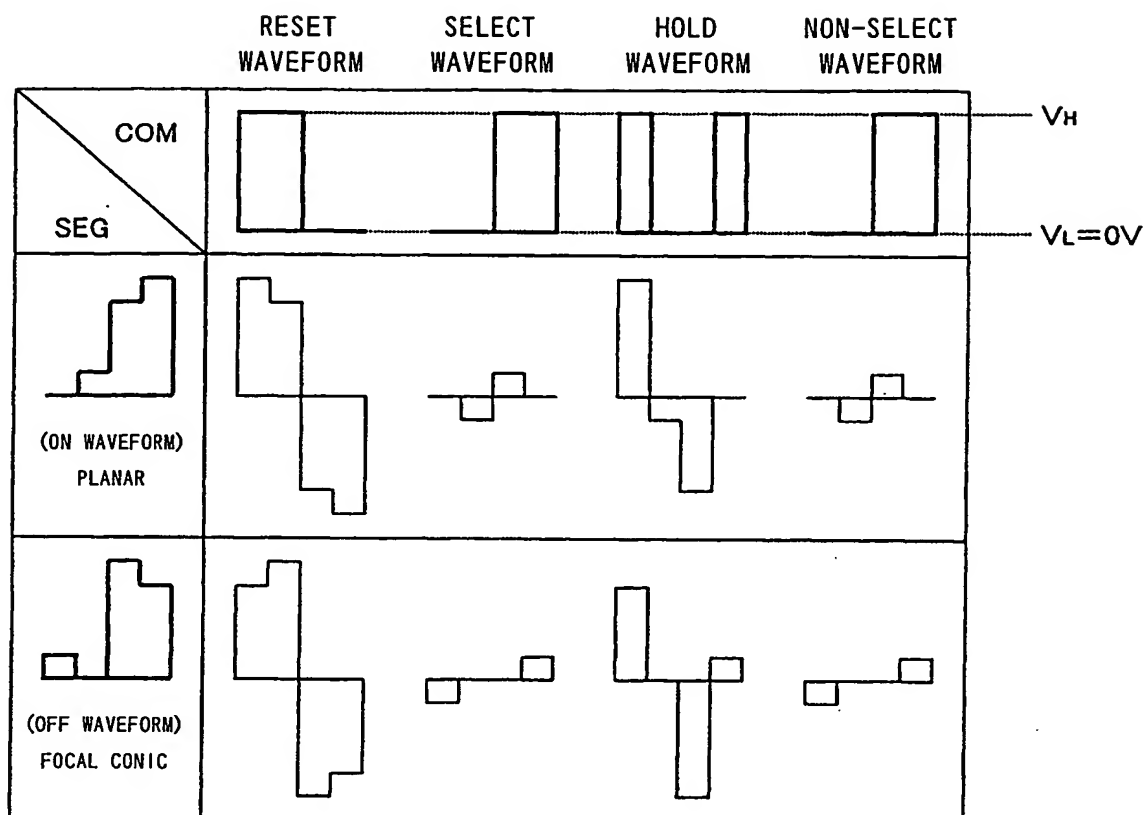 RESET
WAVEFORM
SELECT
WAVEFORM
HOLD
WAVEFORM
NON-SELECT
WAVEFORM
COM
SEG
VH
VL=0V
(ON WAVEFORM)
PLANAR
(OFF WAVEFORM)
FOCAL CONIC